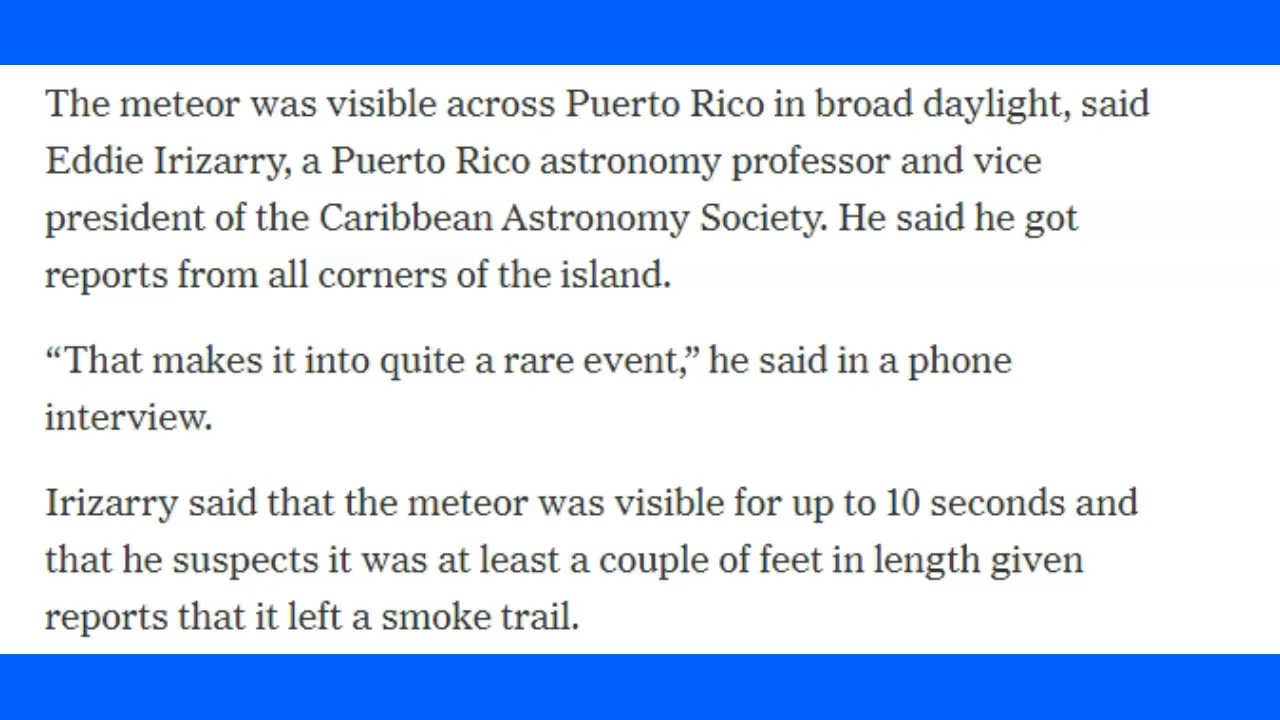 The meteor was visible across Puerto Rico in broad daylight, said
Eddie Irizarry, a Puerto Rico astronomy professor and vice
president of the Caribbean Astronomy Society. He said he got
reports from all corners of the island.
“That makes it into quite a rare event,” he said in a phone
interview.
Irizarry said that the meteor was visible for up to 10 seconds and
that he suspects it was at least a couple of feet in length given
reports that it left a smoke trail.